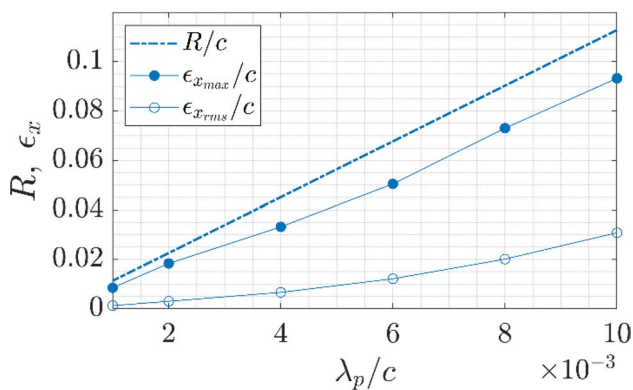 R/c
ϵ_{x_{max}}/c
ϵ_{x_{rms}}/c
R, ϵ_x
0.1
0.08
0.06
0.04
0.02
0
2 4 6 8 10
λ_p/c
×10^{-3}